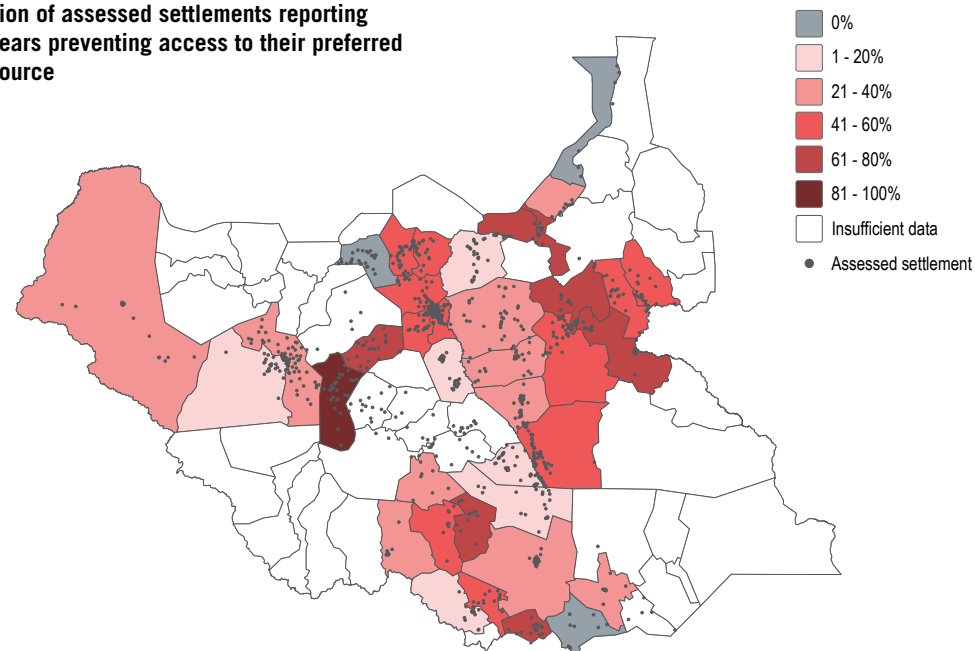 ion of assessed settlements reporting
ears preventing access to their preferred
ource
0%
1 - 20%
21 - 40%
41 - 60%
61 - 80%
81 - 100%
Insufficient data
Assessed settlement